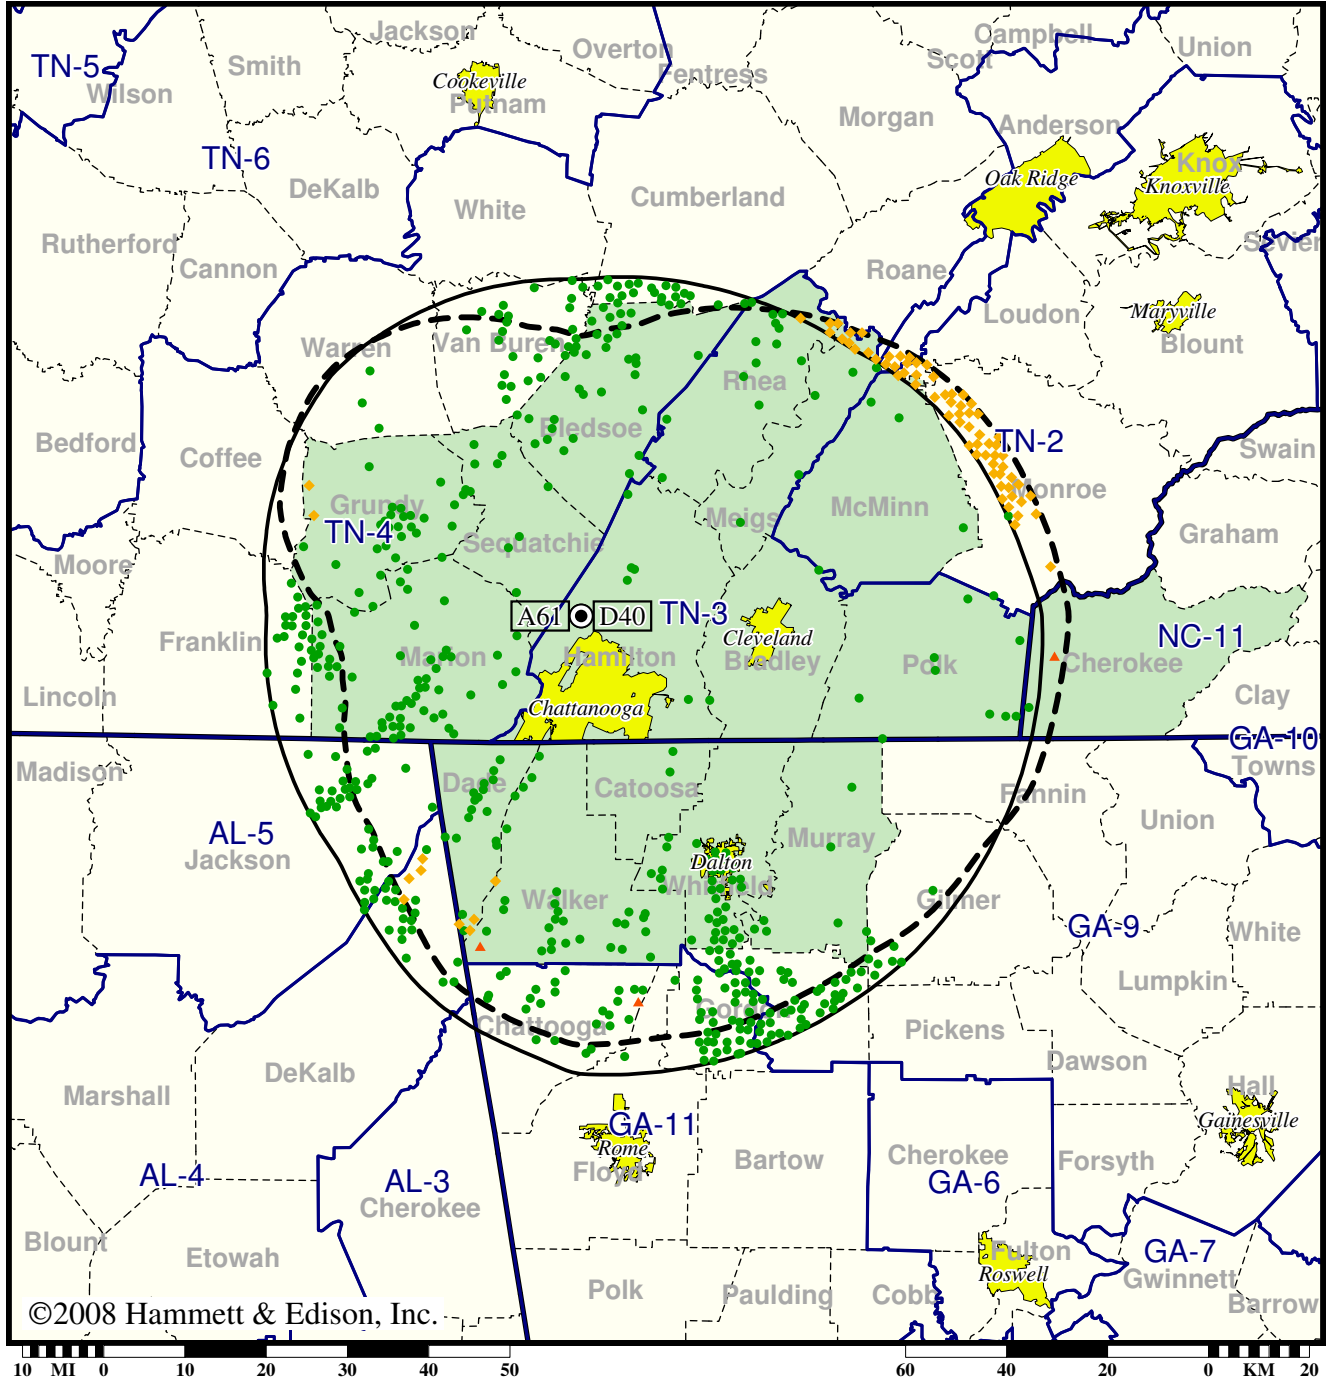 Jackson
Overton
Campbell
Union
TN-5
Smith
Scott
Fentress
Wilson
Cookeville
Putnam
Morgan
Anderson
TN-6
DeKalb
White
Cumberland
Oak Ridge
Knox
Knoxville
Rutherford
Cannon
Sevier
Roane
Loudon
Maryville
Blount
Warren
Van Buren
Rhea
Bedford
Coffee
Bledsoe
TN-2
Swain
Grundy
TN-4
Meigs
McMinn
Monroe
Graham
Sequatchie
Moore
A61
D40
TN-3
Franklin
Marion
Hamilton
Cleveland
Bradley
Polk
NC-11
Cherokee
Lincoln
Chattanooga
Clay
GA-10
Madison
Dade
Catoosa
Fannin
Towns
AL-5
Jackson
Murray
Union
Dalton
Whitfield
Walker
Gilmer
GA-9
White
Lumpkin
Chattooga
Gordon
Pickens
Dawson
DeKalb
Marshall
Hall
Gainesville
GA-11
Rome
Floyd
Bartow
Cherokee
GA-6
Forsyth
AL-4
AL-3
Cherokee
Blount
Etowah
Fulton
Roswell
GA-7
Gwinnett
Polk
Paulding
Cobb
Barrow
©2008 Hammett & Edison, Inc.
10 MI 0 10 20 30 40 50 60 40 20 0 KM 20